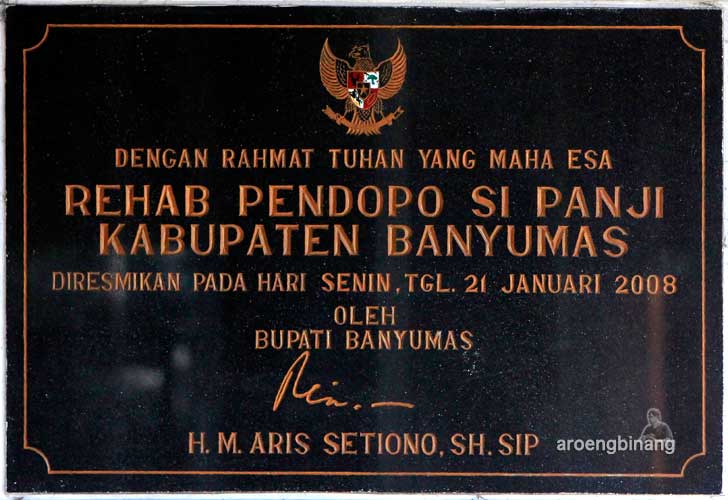 DENGAN RAHMAT TUHAN YANG MAHA ESA
REHAB PENDOPO SI PANJI
KABUPATEN BANYUMAS
DIRESMIKAN PADA HARI SENIN, TGL. 21 JANUARI 2008
OLEH
BUPATI BANYUMAS
H. M. ARIS SETIONO, SH. SIP
aroengbinang